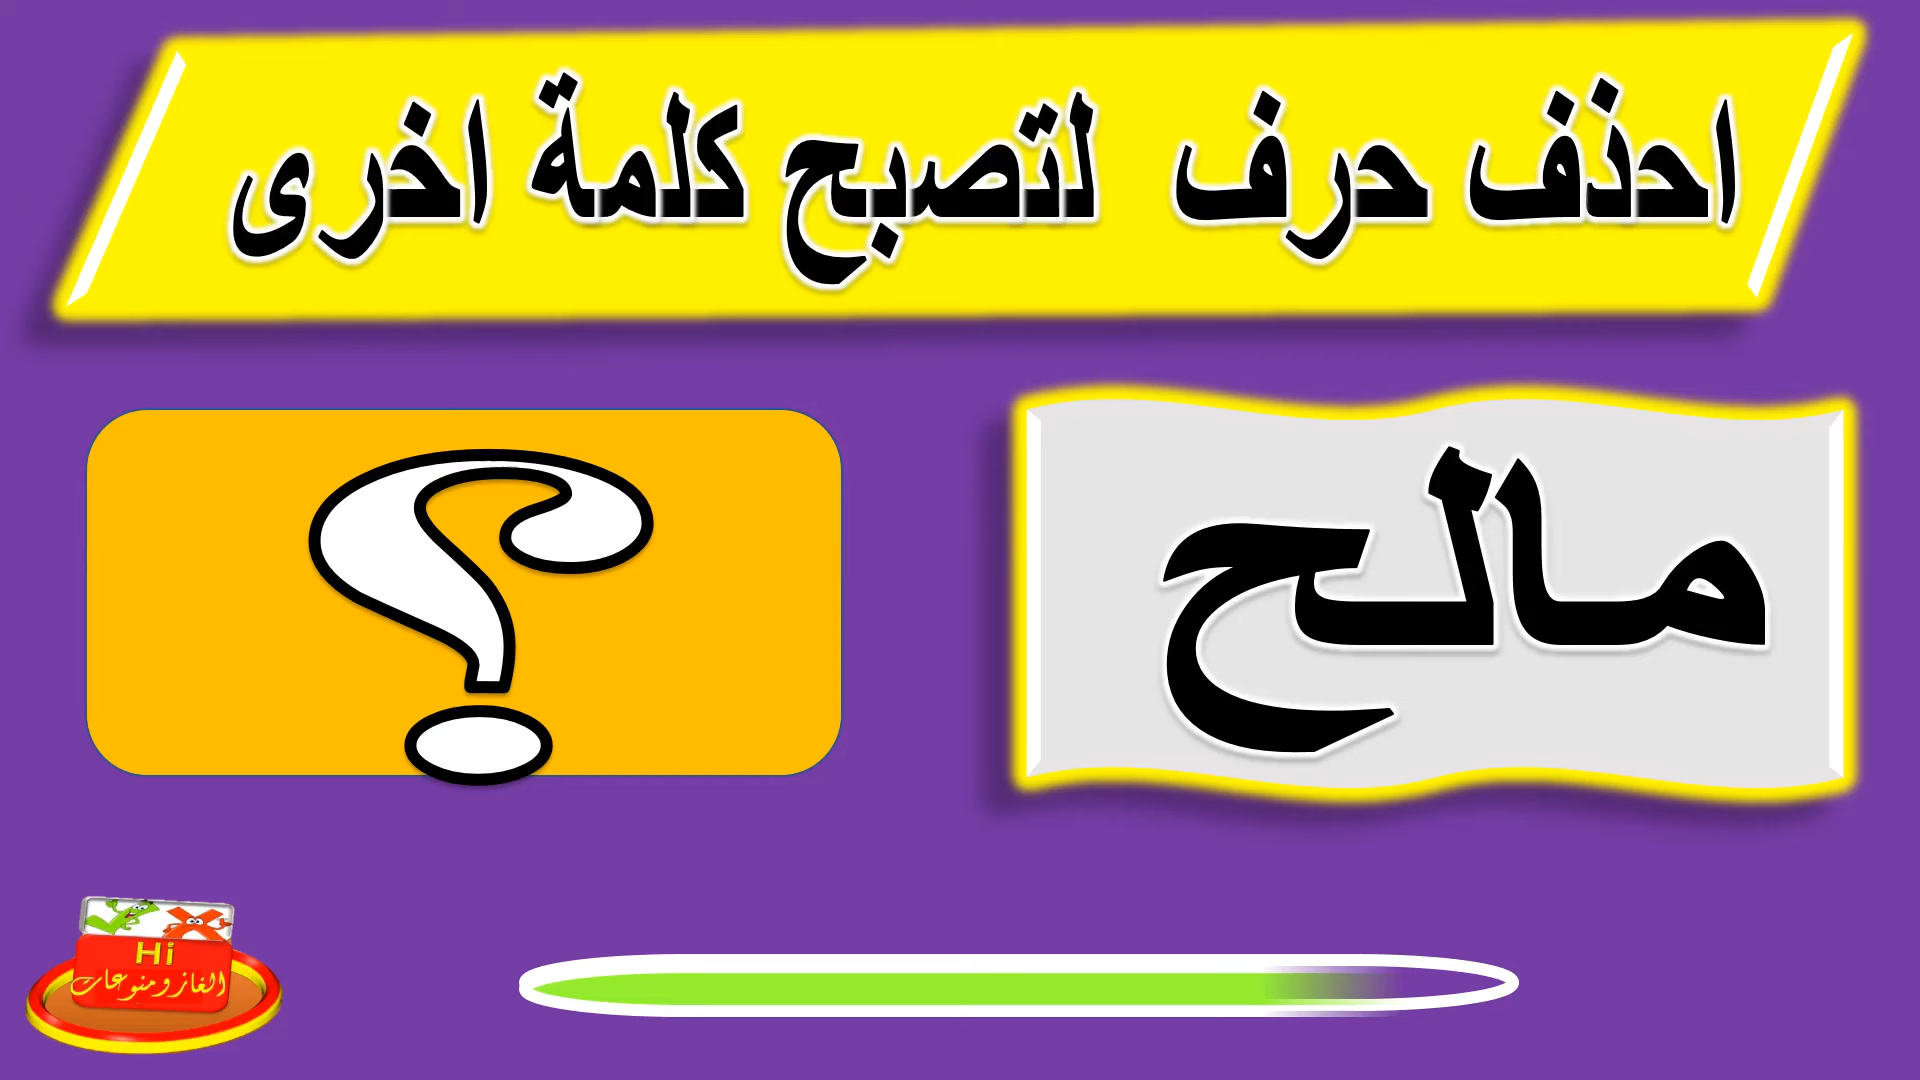 احذف حرف لتصبح كلمة اخرى
مالح
؟
Hi
الغاز ومنوعات